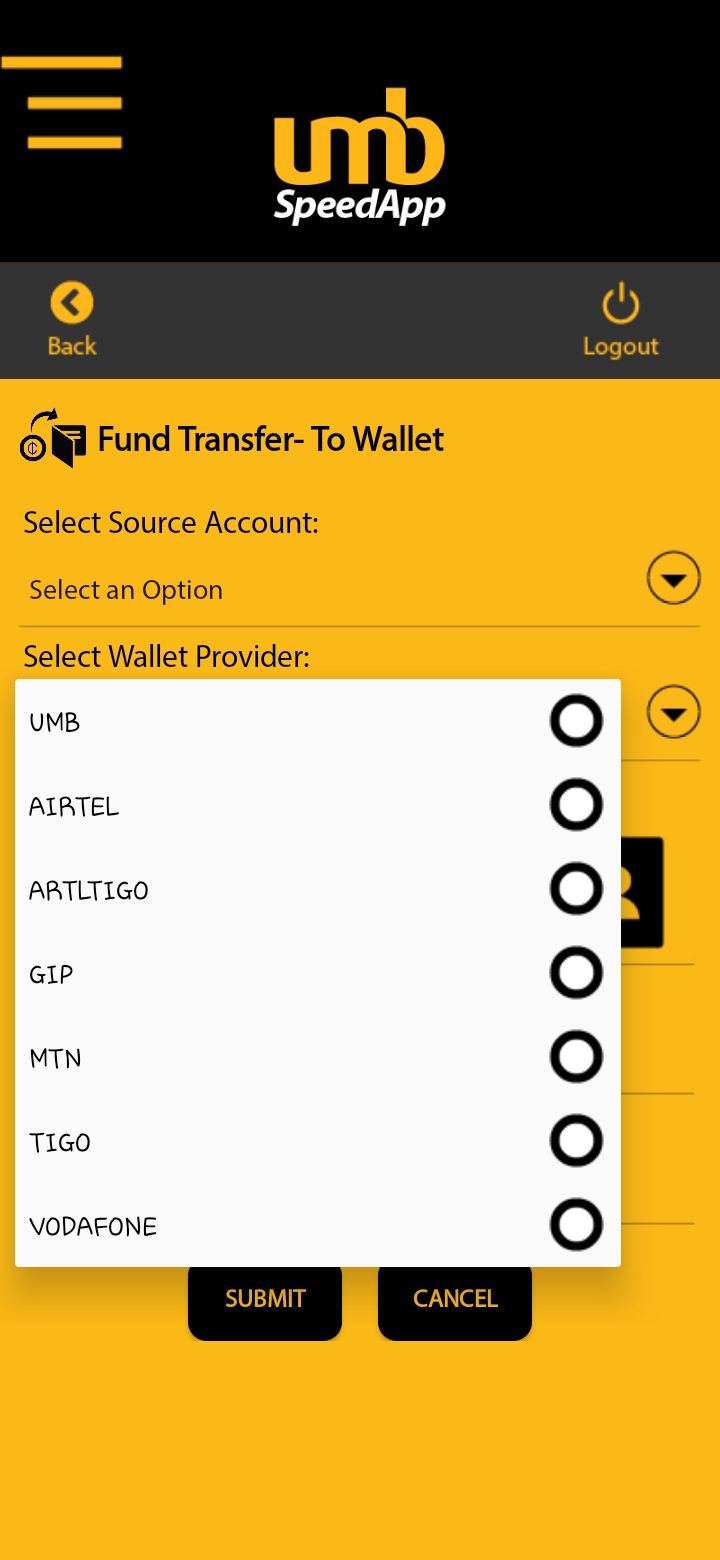 umb
SpeedApp
Back
Logout
Fund Transfer- To Wallet
Select Source Account:
Select an Option
Select Wallet Provider:
UMB
AIRTEL
ARTLTIGO
GIP
MTN
TIGO
VODAFONE
SUBMIT
CANCEL